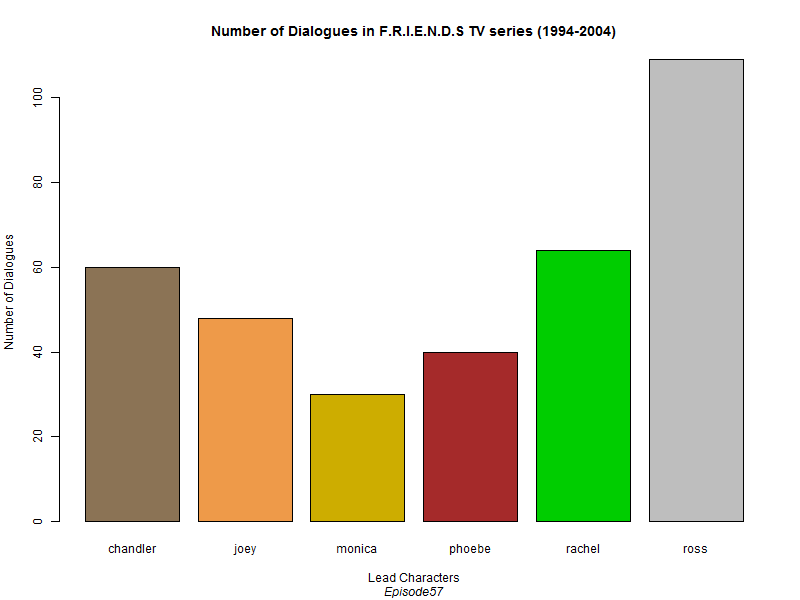 Number of Dialogues in F.R.I.E.N.D.S TV series (1994-2004)
Number of Dialogues
100
80
60
40
20
0
chandler joey monica phoebe rachel ross
Lead Characters
Episode57